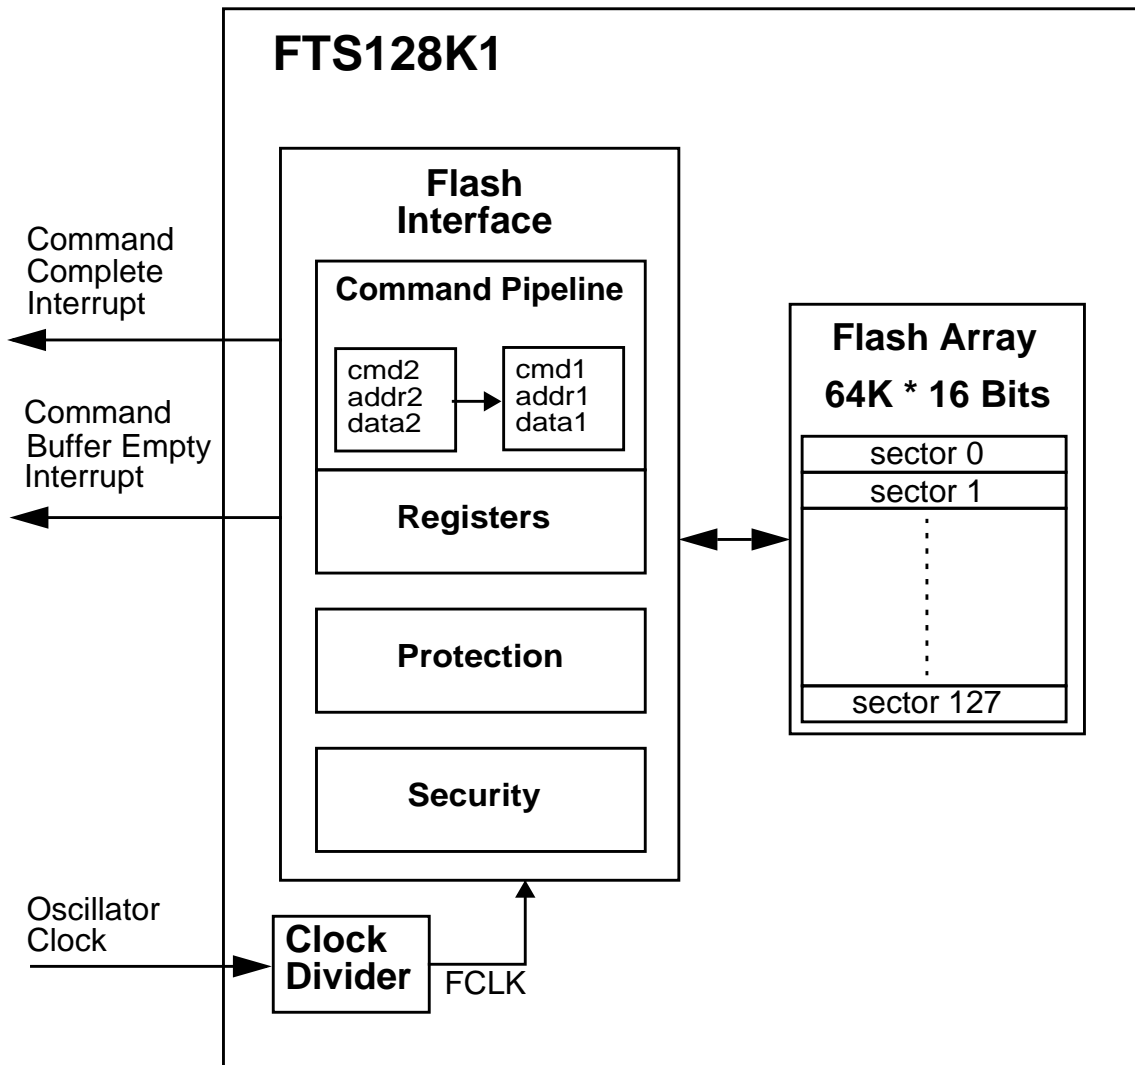 FTS128K1
Flash
Interface
Command
Complete
Interrupt
Command Pipeline
cmd2
addr2
data2
cmd1
addr1
data1
Command
Buffer Empty
Interrupt
Registers
Protection
Security
Flash Array
64K * 16 Bits
sector 0
sector 1
sector 127
Oscillator
Clock
Clock
Divider
FCLK